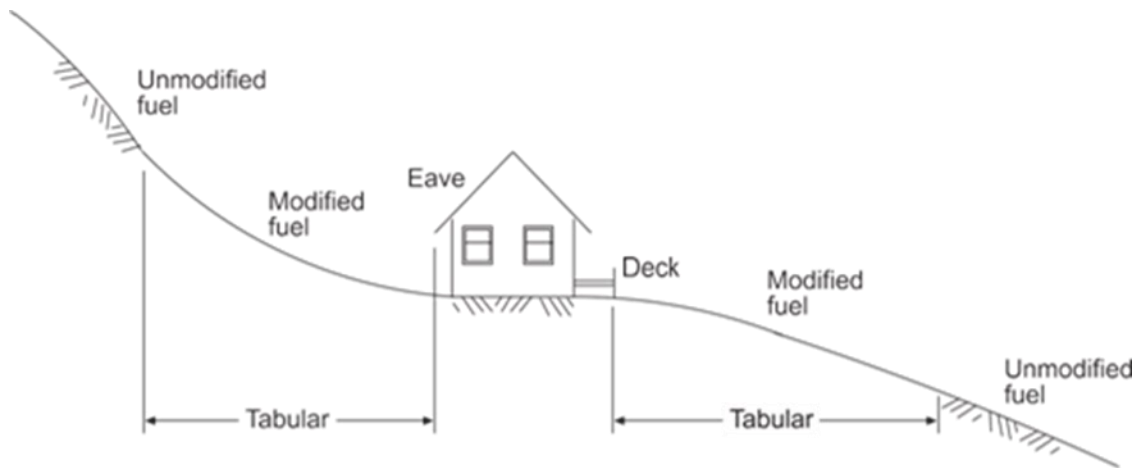 Unmodified
fuel
Eave
Modified
fuel
Deck
Modified
fuel
Unmodified
fuel
Tabular
Tabular